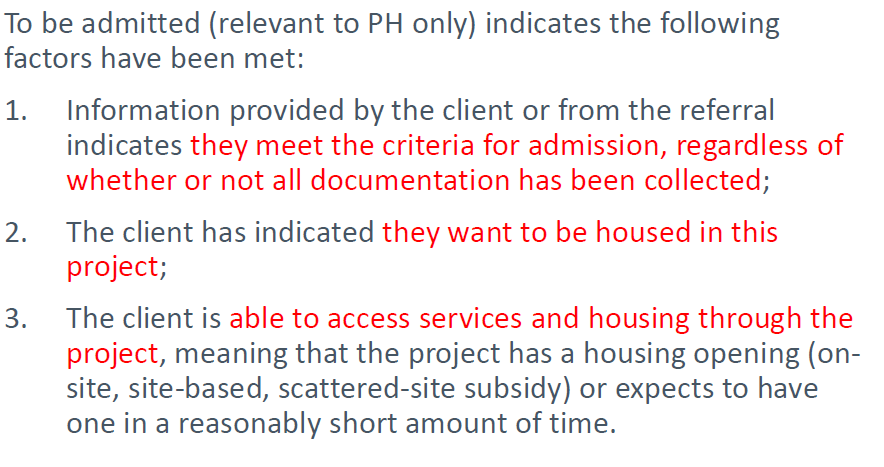 To be admitted (relevant to PH only) indicates the following
factors have been met:
1. Information provided by the client or from the referral
indicates they meet the criteria for admission, regardless of
whether or not all documentation has been collected;
2. The client has indicated they want to be housed in this
project;
3. The client is able to access services and housing through the
project, meaning that the project has a housing opening (on-
site, site-based, scattered-site subsidy) or expects to have
one in a reasonably short amount of time.